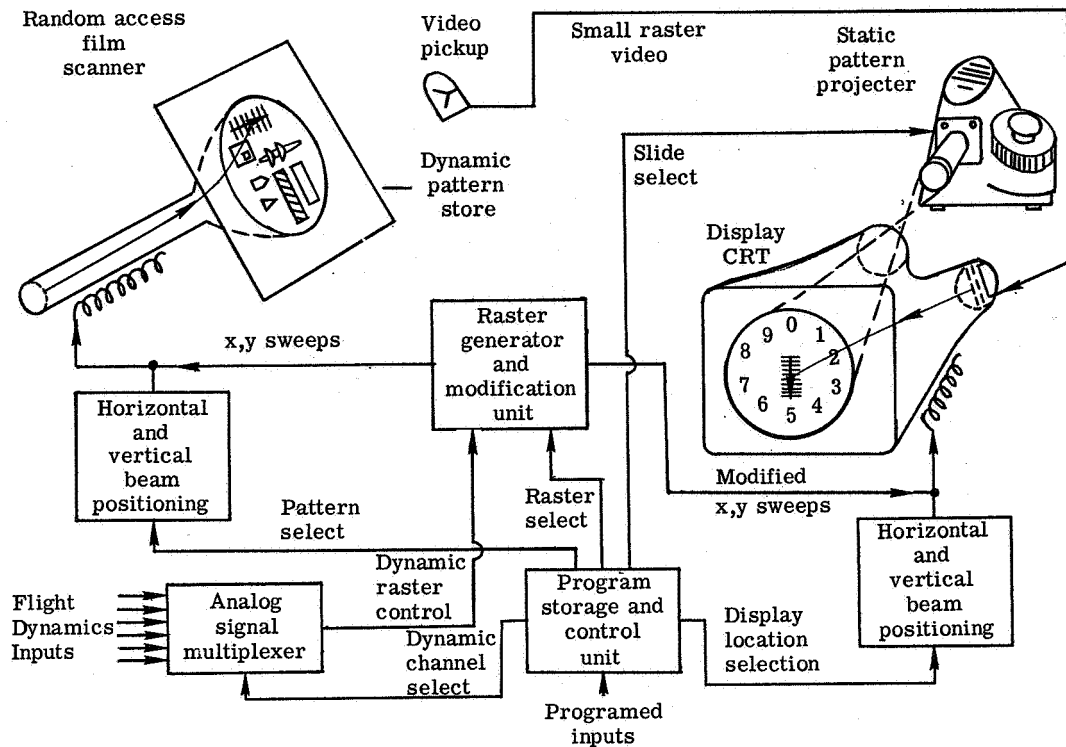 Random access
film
scanner
Video
pickup
Small raster
video
Static
pattern
projecter
Dynamic
pattern
store
Slide
select
Display
CRT
x,y sweeps
Raster
generator
and
modification
unit
0
1
2
3
4
5
6
7
8
9
Horizontal
and
vertical
beam
positioning
Modified
x,y sweeps
Pattern
select
Raster
select
Dynamic
raster
control
Horizontal
and
vertical
beam
positioning
Flight
Dynamics
Inputs
Analog
signal
multiplexer
Program
storage and
control
unit
Display
location
selection
Dynamic
channel
select
Programed
inputs